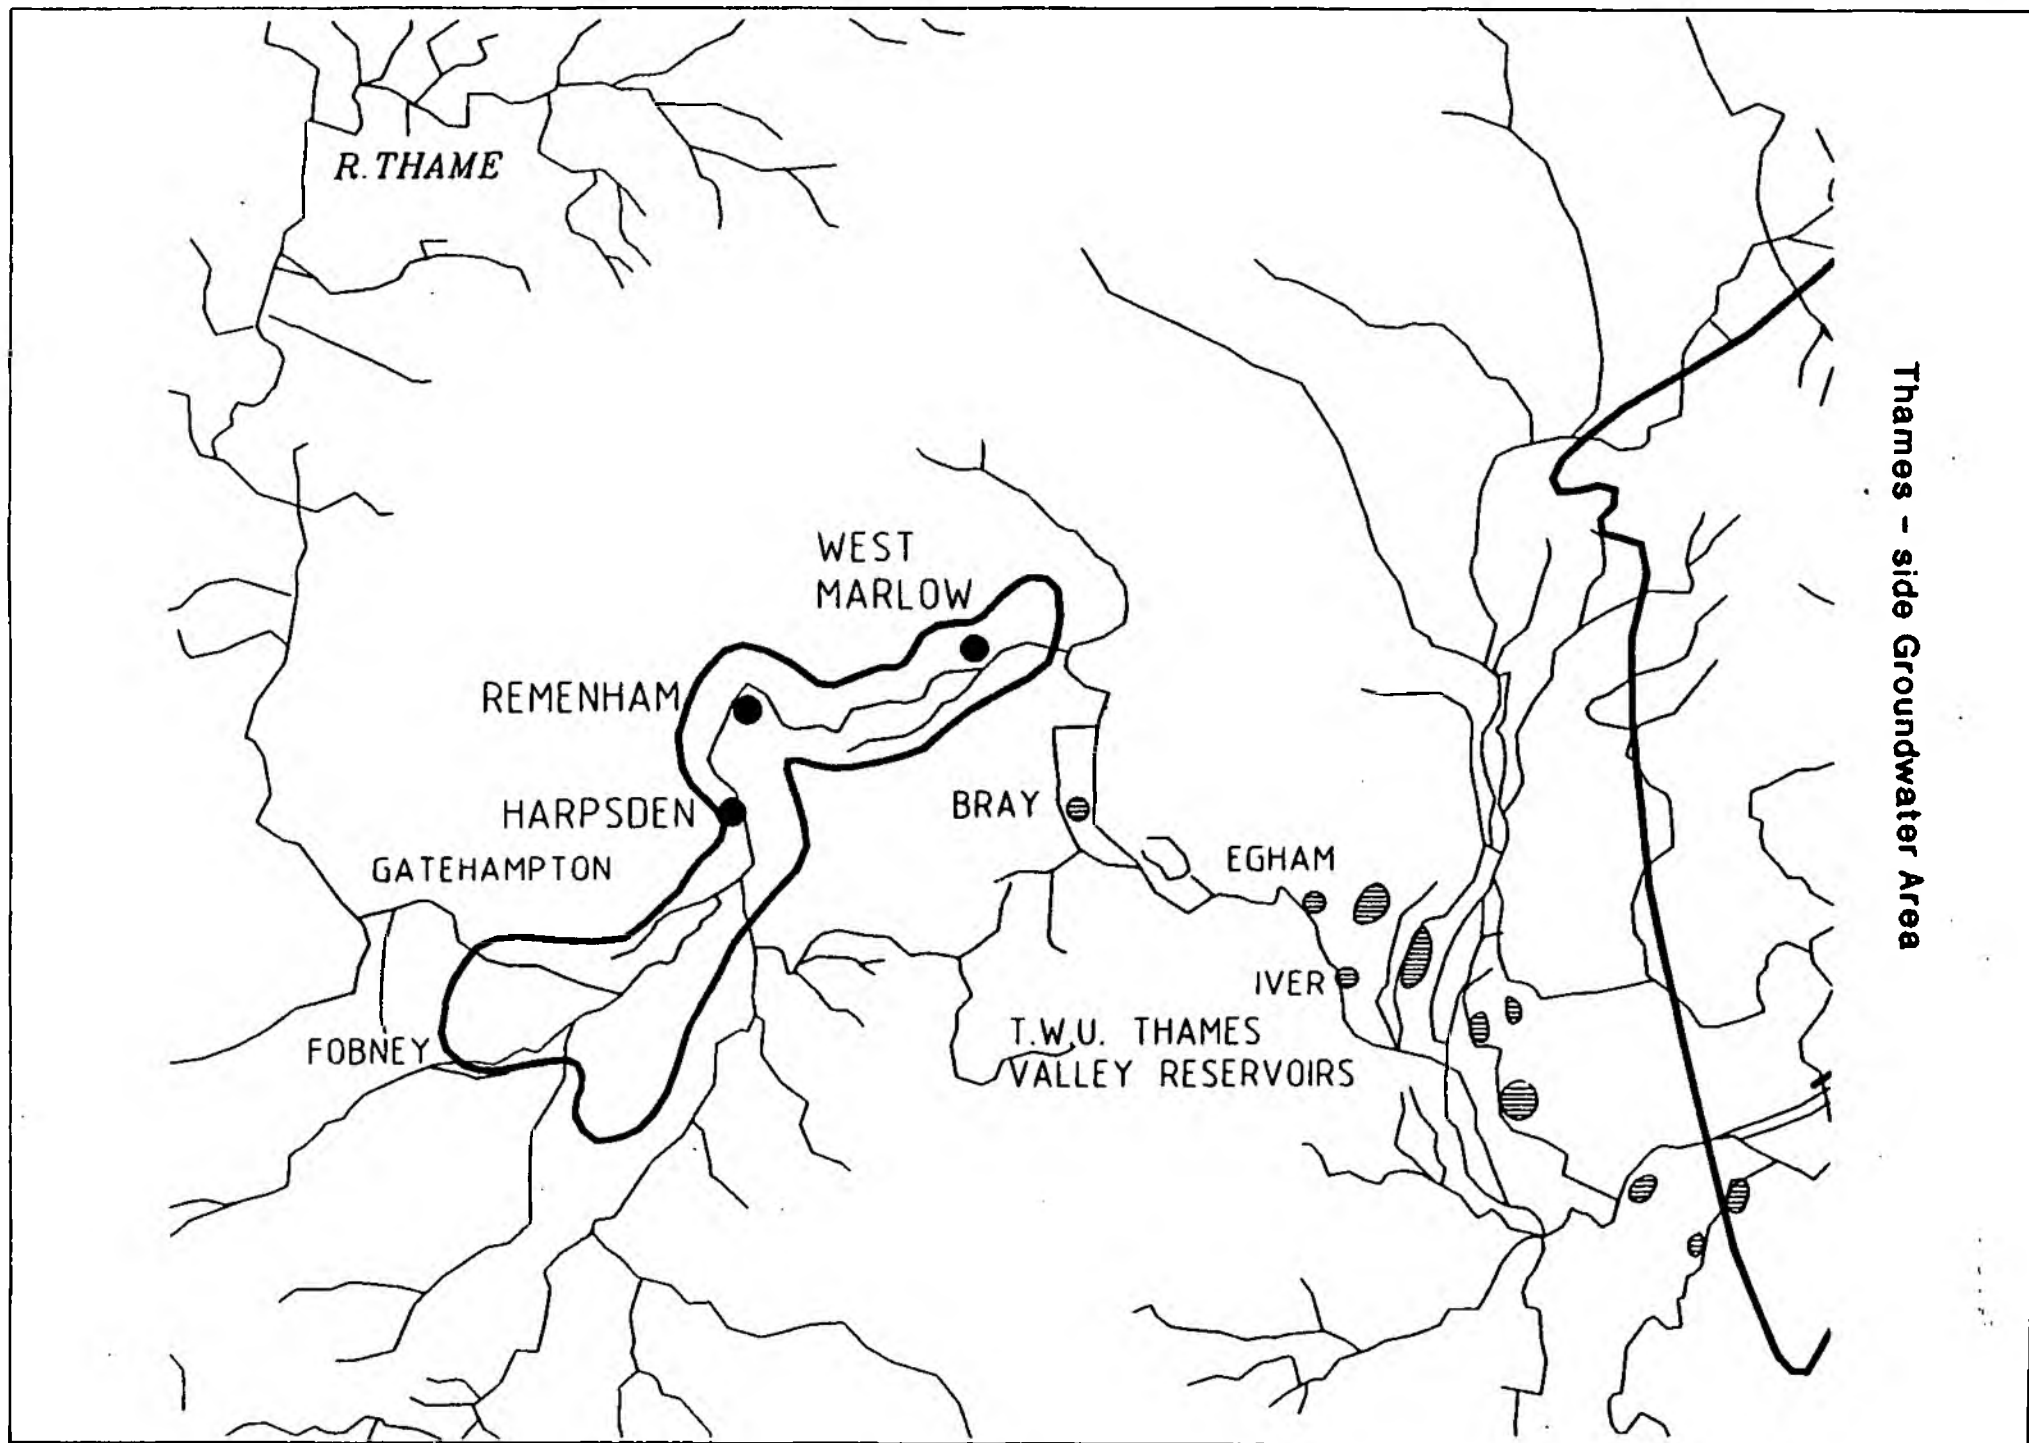 R. THAME
WEST
MARLOW
REMENHAM
HARPSDEN
BRAY
GATEHAMPTON
EGHAM
IVER
FOBNEY
T.W.U. THAMES
VALLEY RESERVOIRS
Thames - side Groundwater Area